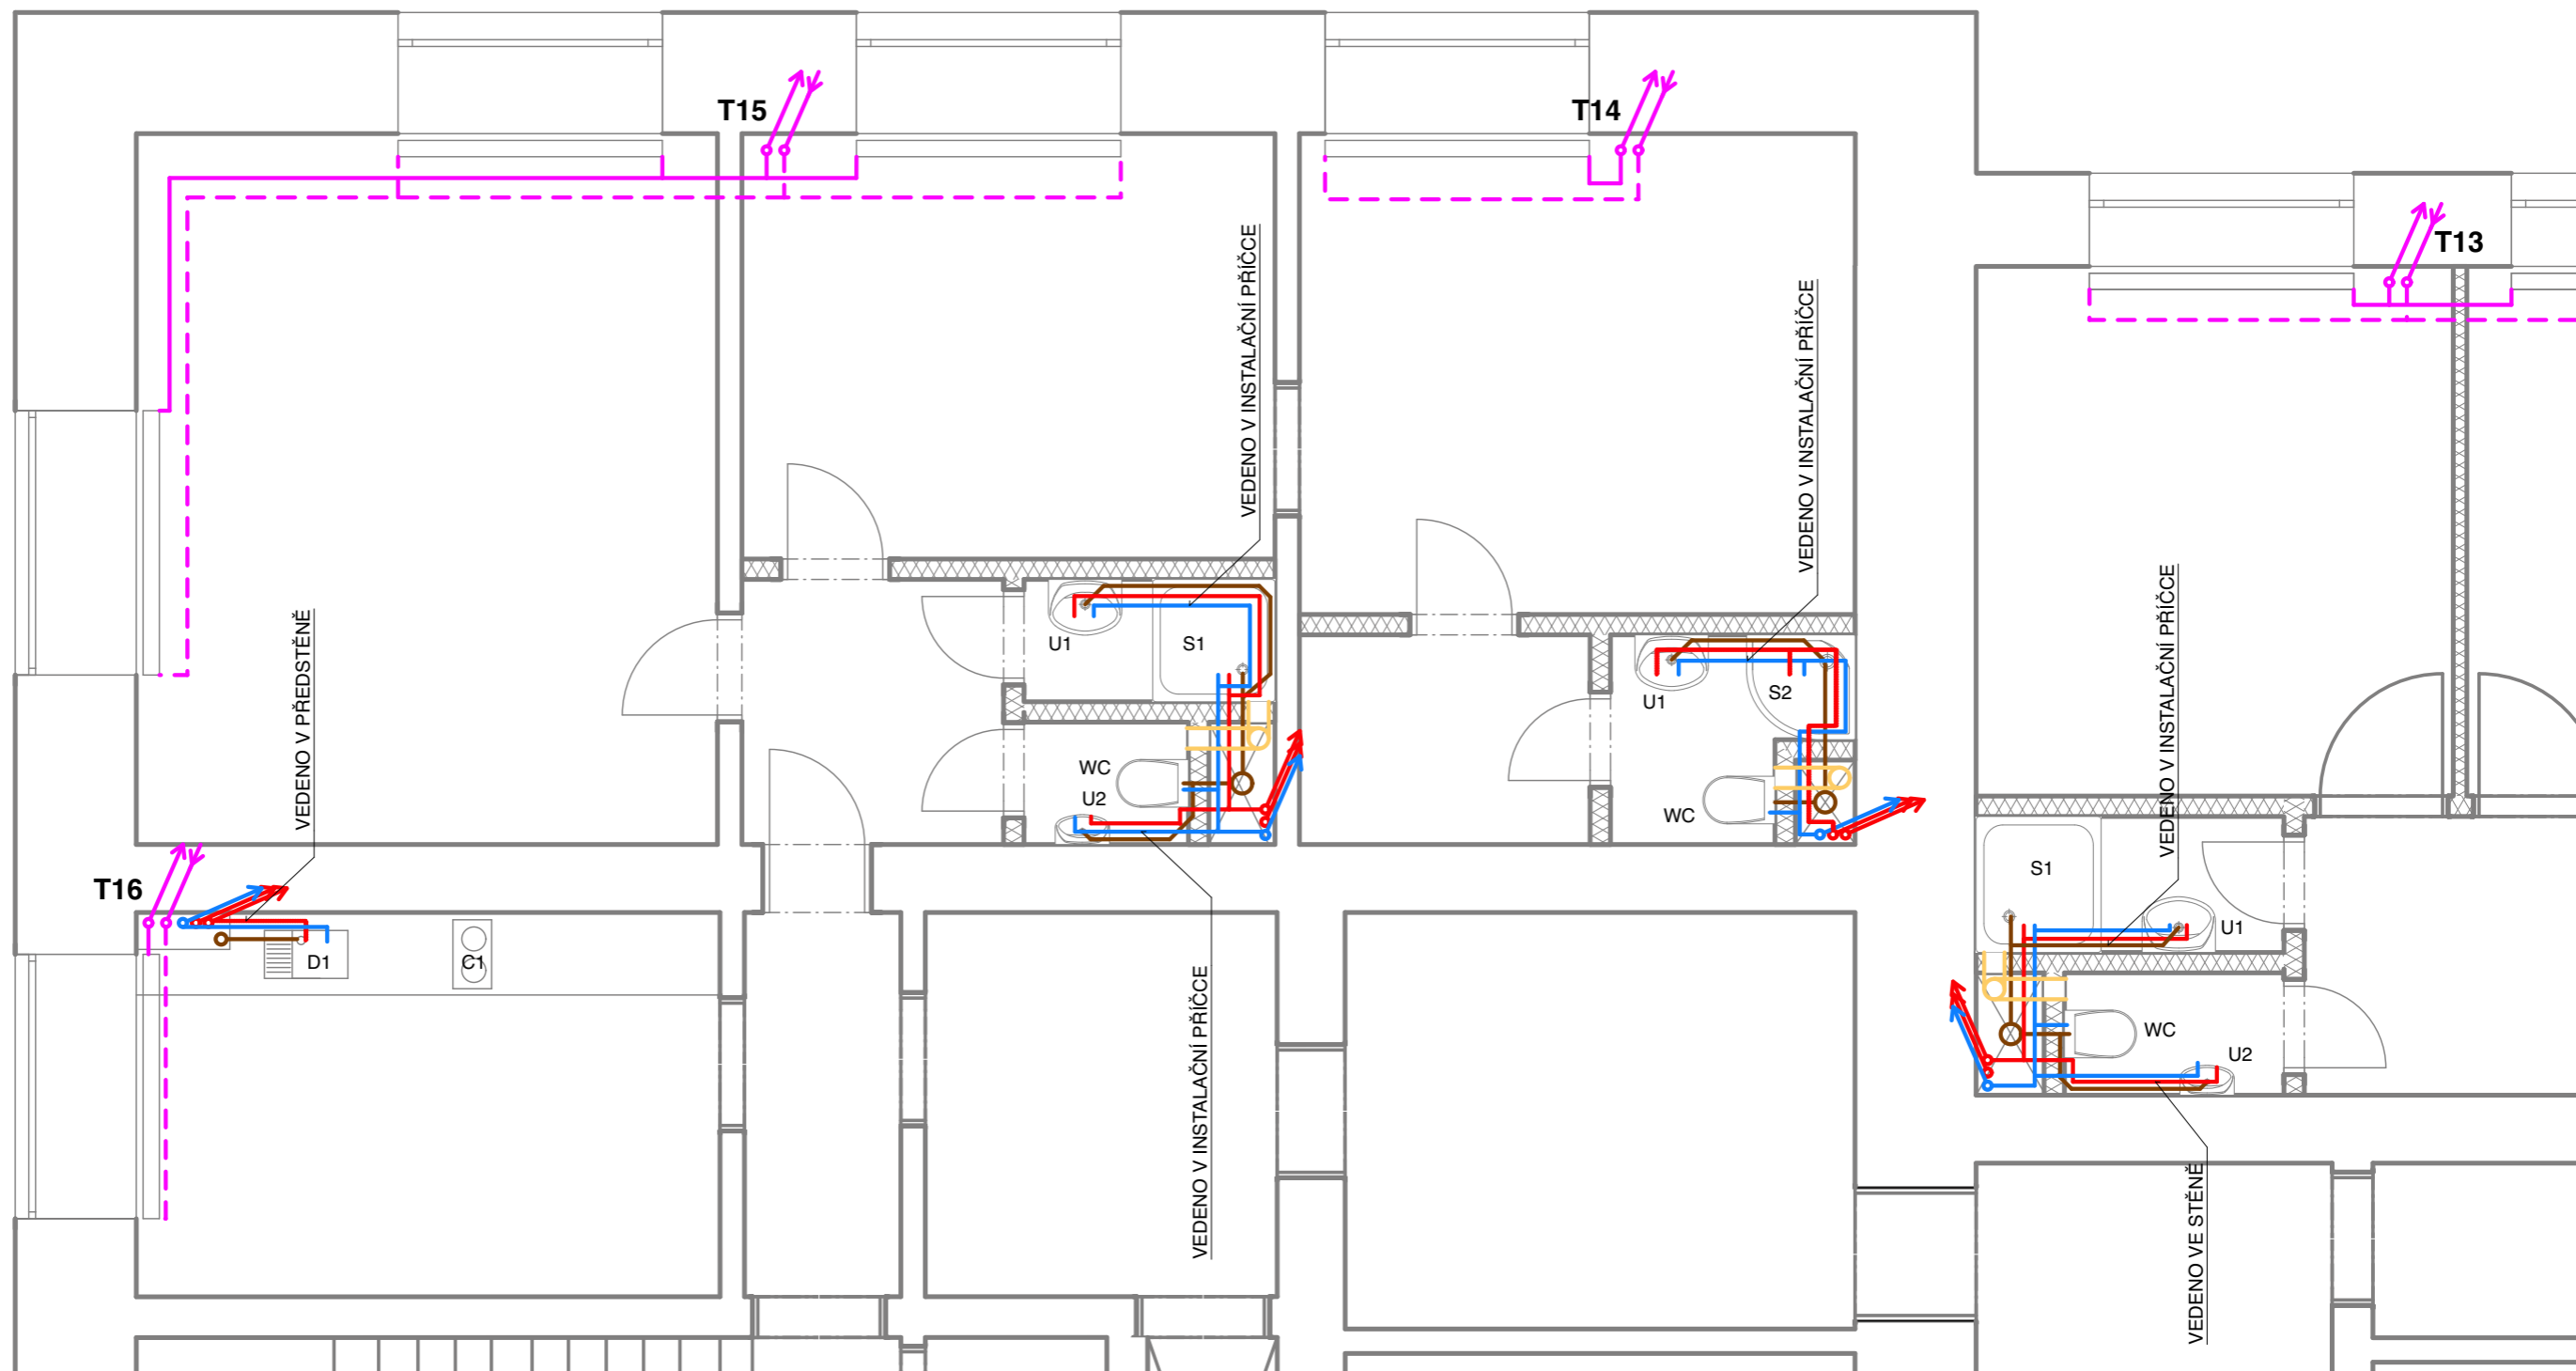 T15
T14
T13
VEDENO V INSTALAČNÍ PŘÍČCE
VEDENO V INSTALAČNÍ PŘÍČCE
VEDENO V INSTALAČNÍ PŘÍČCE
VEDENO V PŘEDSTĚNĚ
U1
S1
U1
S2
WC
U2
WC
T16
S1
U1
D1
C1
WC
U2
VEDENO V INSTALAČNÍ PŘÍČCE
VEDENO VE STĚNĚ